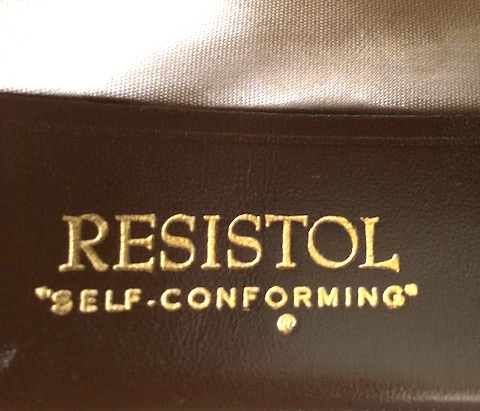 RESISTOL
"SELF-CONFORMING"
®